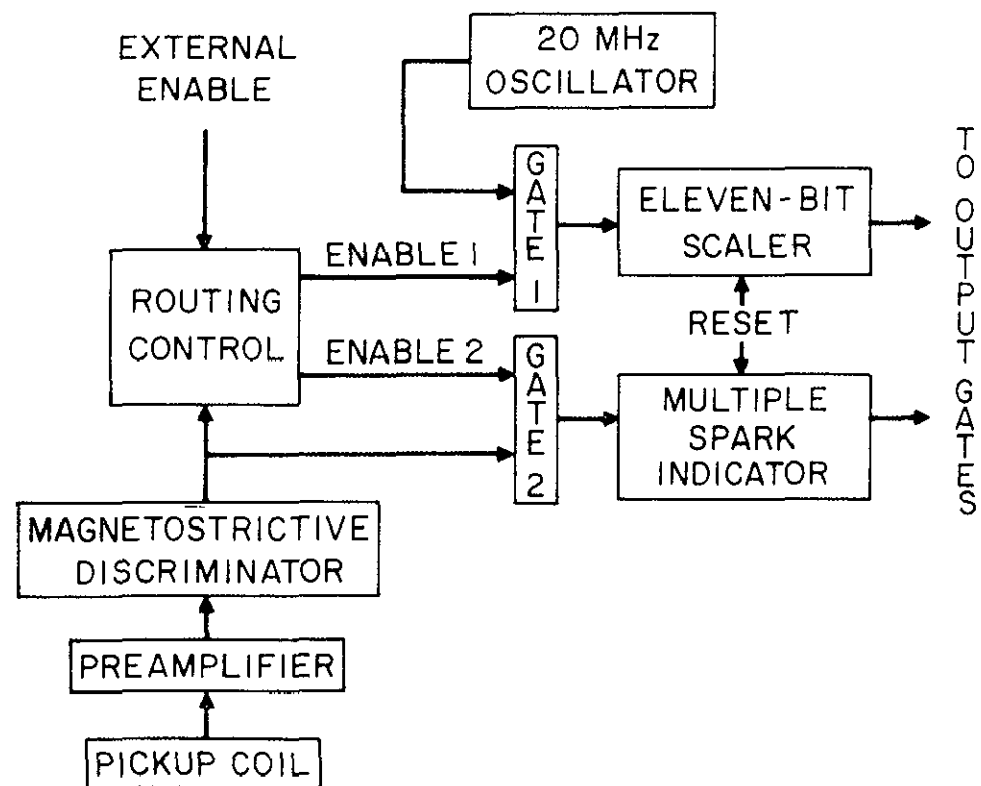 EXTERNAL
ENABLE
20 MHz
OSCILLATOR
GATE 1
ELEVEN-BIT
SCALER
TO OUTPUT GATES
ENABLE 1
ROUTING
CONTROL
RESET
ENABLE 2
GATE 2
MULTIPLE
SPARK
INDICATOR
MAGNETOSTRICTIVE
DISCRIMINATOR
PREAMPLIFIER
PICKUP COIL